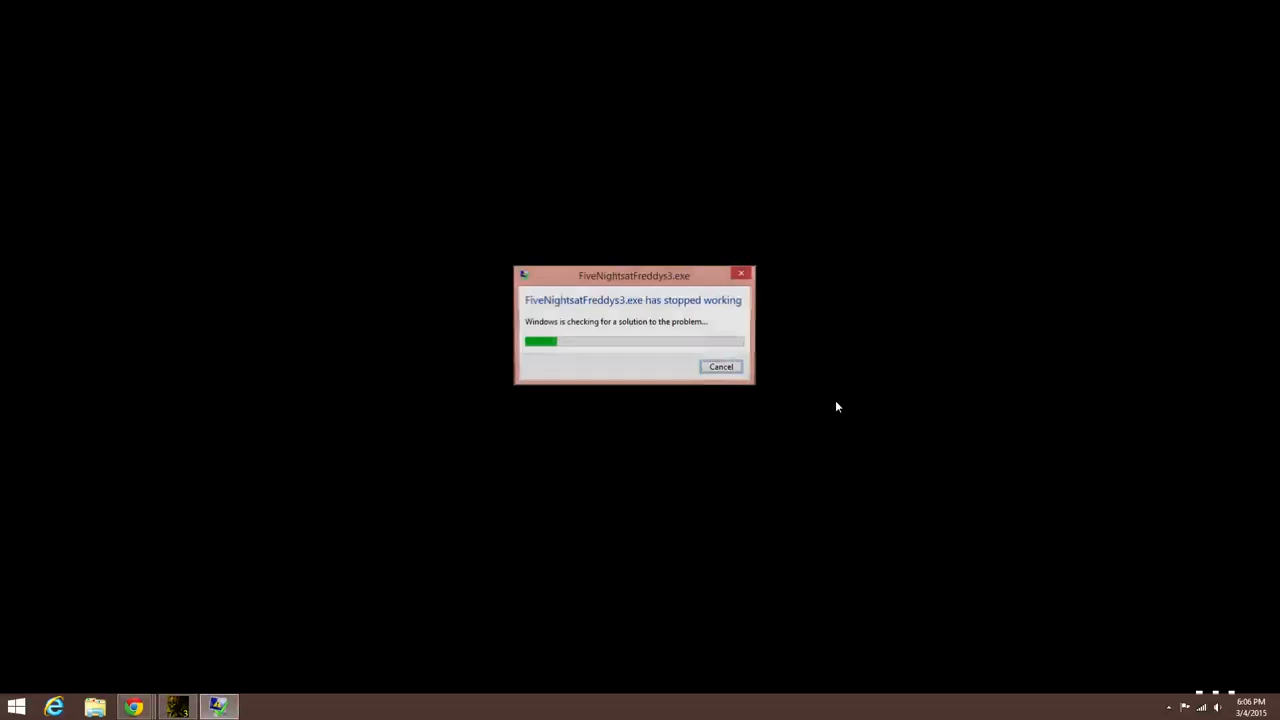 FiveNightsatFreddys3.exe
FiveNightsatFreddys3.exe has stopped working
Windows is checking for a solution to the problem...
Cancel
3
6:06 PM
3/4/2015